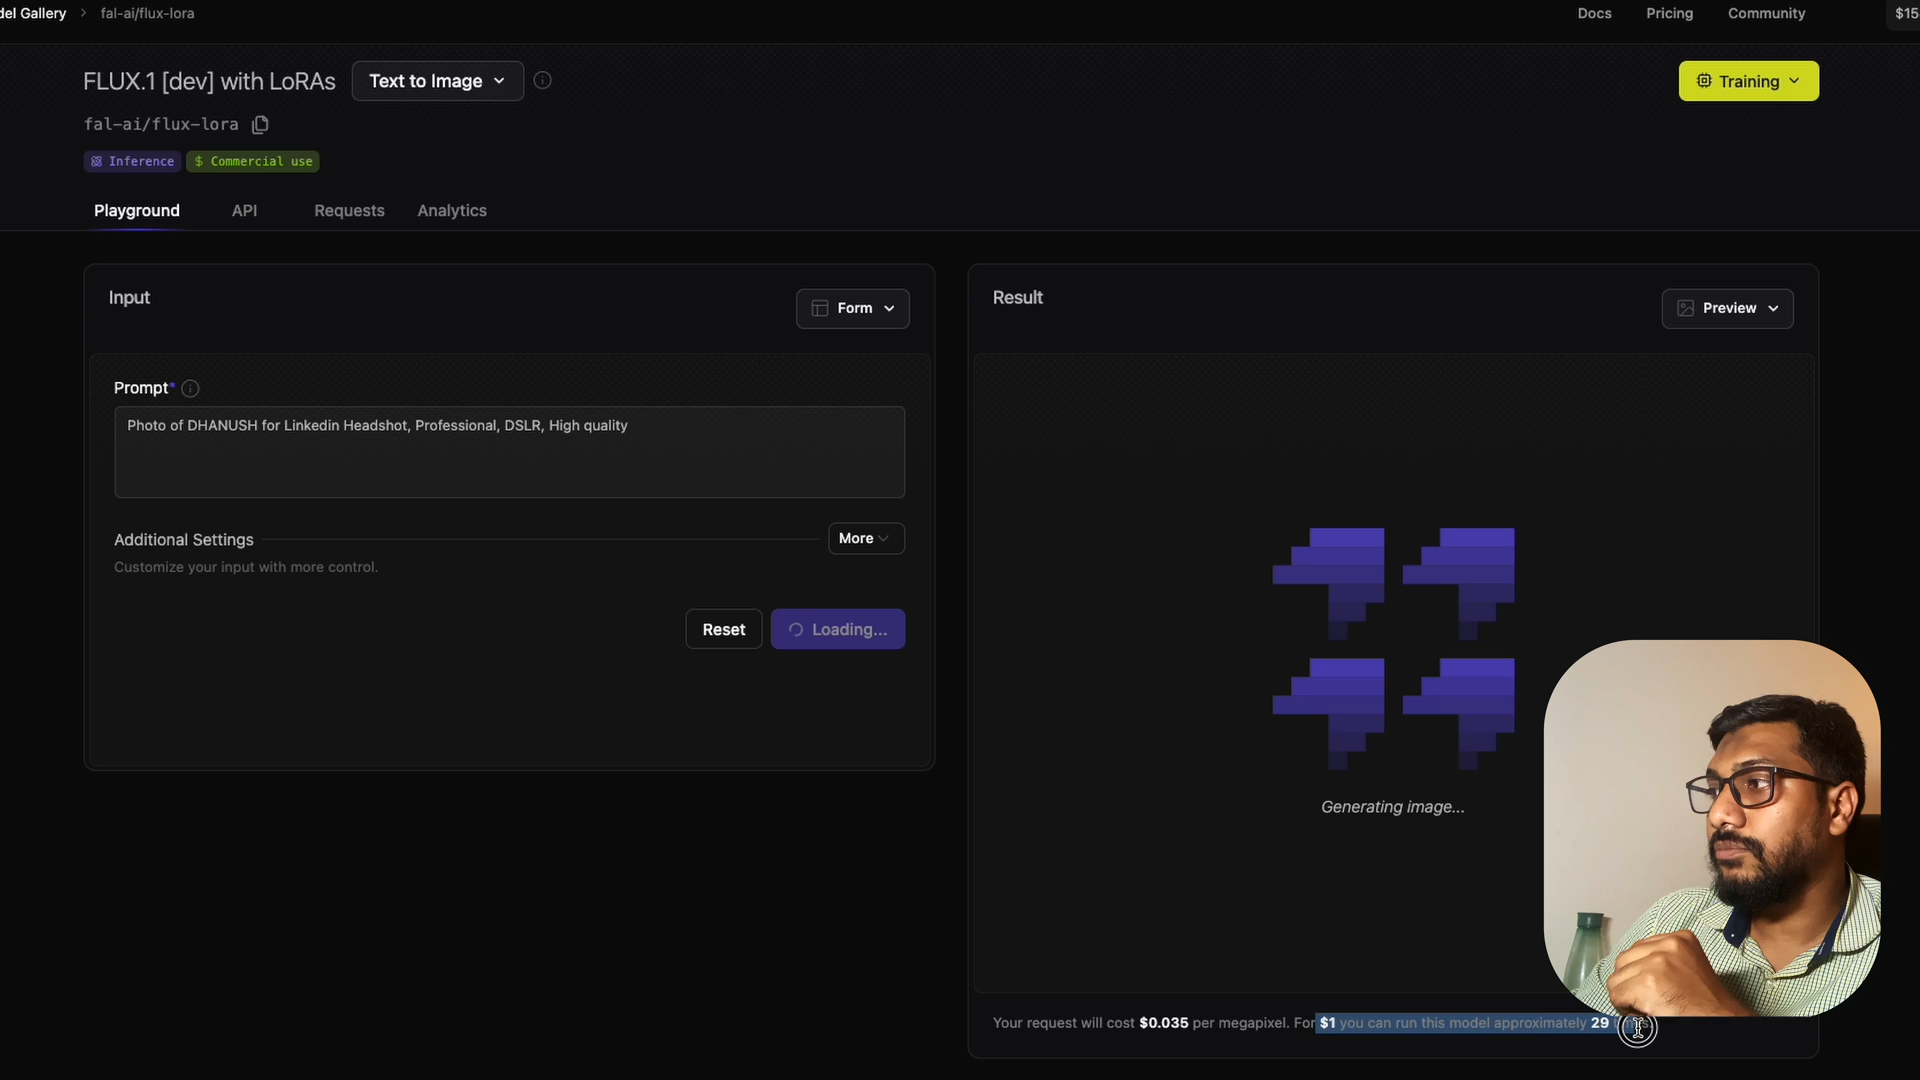 del Gallery > fal-ai/flux-lora
Docs
Pricing
Community
$15
FLUX.1 [dev] with LoRAs
Text to Image
Training
fal-ai/flux-lora
Inference
$ Commercial use
Playground
API
Requests
Analytics
Input
Form
Result
Preview
Prompt*
Photo of DHANUSH for Linkedin Headshot, Professional, DSLR, High quality
Additional Settings
More
Customize your input with more control.
Reset
Loading...
Generating image...
Your request will cost $0.035 per megapixel. For $1 you can run this model approximately 29